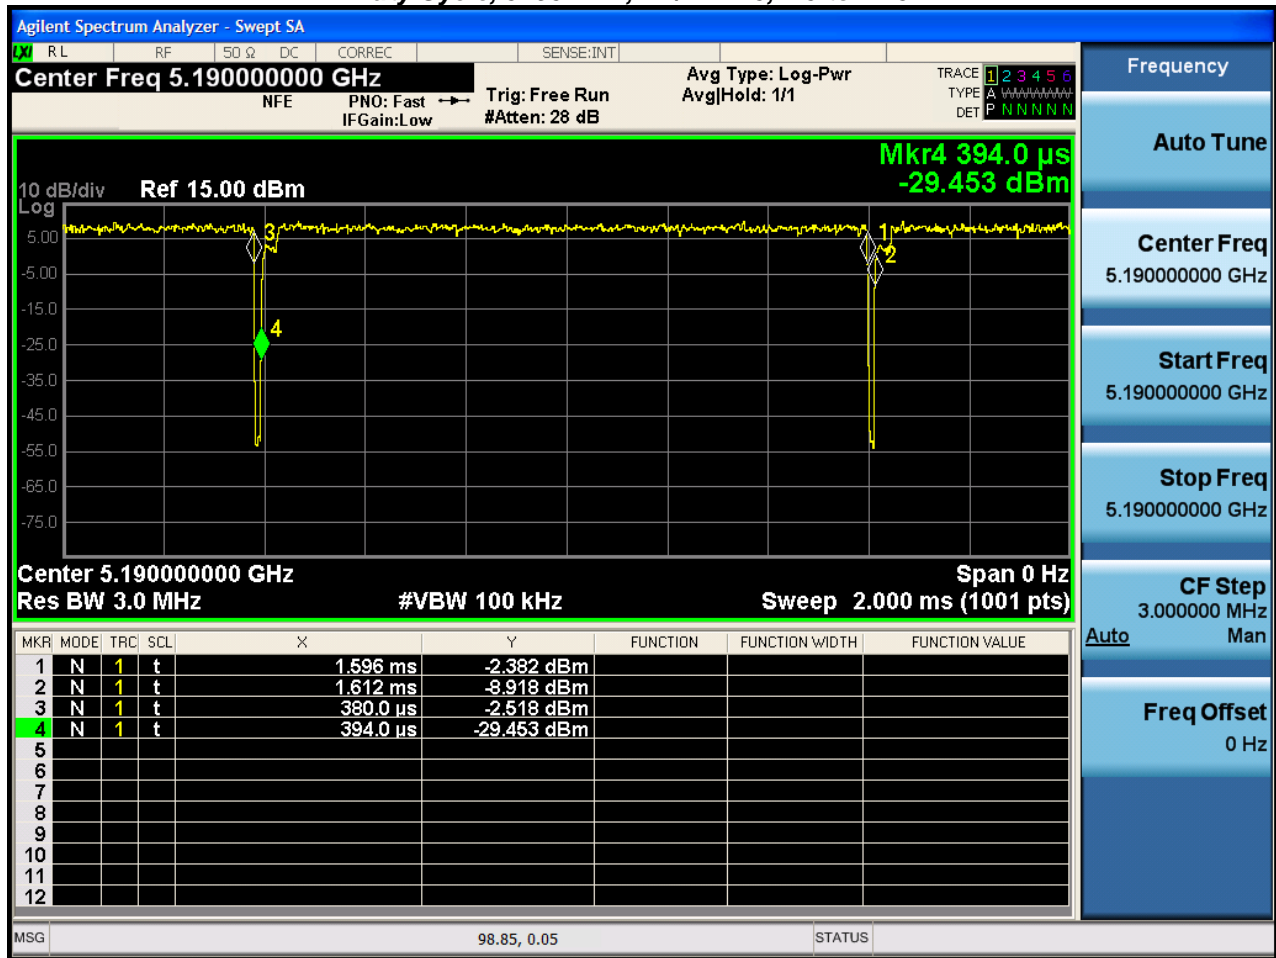 Agilent Spectrum Analyzer - Swept SA
LXI RL RF 50 Ω DC CORREC SENSE:INT
Center Freq 5.190000000 GHz
NFE PNO: Fast IFGain:Low
Trig: Free Run
#Atten: 28 dB
Avg Type: Log-Pwr
Avg|Hold: 1/1
TRACE 1 2 3 4 5 6
TYPE A WWWWW
DET P N N N N N
Mkr4 394.0 µs
-29.453 dBm
10 dB/div Ref 15.00 dBm
Log
5.00
-5.00
-15.0
-25.0
-35.0
-45.0
-55.0
-65.0
-75.0
3
4
1
2
Center 5.190000000 GHz Span 0 Hz
Res BW 3.0 MHz #VBW 100 kHz Sweep 2.000 ms (1001 pts)
MKR MODE TRC SCL X Y FUNCTION FUNCTION WIDTH FUNCTION VALUE
1 N 1 t 1.596 ms -2.382 dBm
2 N 1 t 1.612 ms -8.918 dBm
3 N 1 t 380.0 µs -2.518 dBm
4 N 1 t 394.0 µs -29.453 dBm
5
6
7
8
9
10
11
12
MSG 98.85, 0.05 STATUS
Frequency
Auto Tune
Center Freq
5.190000000 GHz
Start Freq
5.190000000 GHz
Stop Freq
5.190000000 GHz
CF Step
3.000000 MHz
Auto Man
Freq Offset
0 Hz